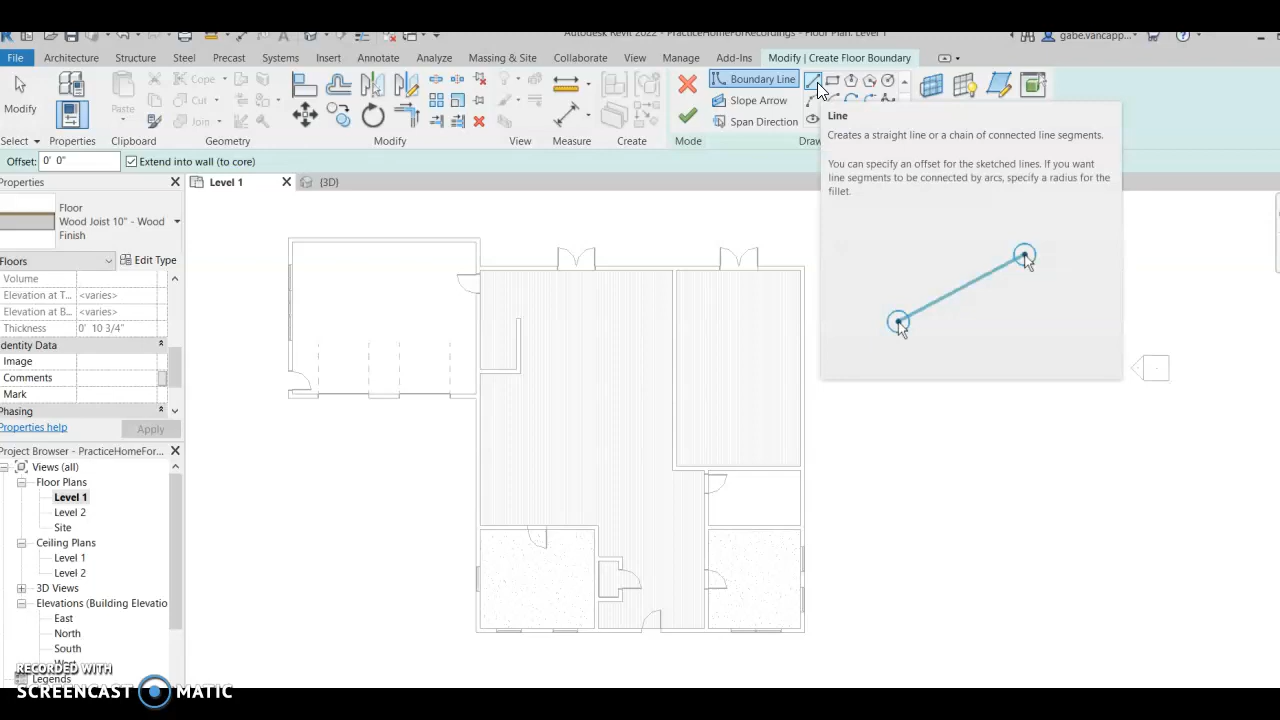 Autodesk Revit 2022 - PracticeHomeForRecordings - Floor Plan: Level 1
gabe.vancapp...
File Architecture Structure Steel Precast Systems Insert Annotate Analyze Massing & Site Collaborate View Manage Add-Ins Modify | Create Floor Boundary
Modify
Paste
Cope
Cut
Join
Boundary Line
Slope Arrow
Span Direction
Select Properties Clipboard Geometry Modify View Measure Create Mode Draw
Line
Creates a straight line or a chain of connected line segments.
You can specify an offset for the sketched lines. If you want
line segments to be connected by arcs, specify a radius for the
fillet.
Offset: 0' 0" Extend into wall (to core)
Properties
Level 1
{3D}
Floor
Wood Joist 10" - Wood
Finish
Floors
Edit Type
Volume
Elevation at T... <varies>
Elevation at B... <varies>
Thickness 0' 10 3/4"
Identity Data
Image
Comments
Mark
Phasing
Properties help
Apply
Project Browser - PracticeHomeFor...
Views (all)
Floor Plans
Level 1
Level 2
Site
Ceiling Plans
Level 1
Level 2
3D Views
Elevations (Building Elevatio
East
North
South
West
Legends
RECORDED WITH
SCREENCAST MATIC